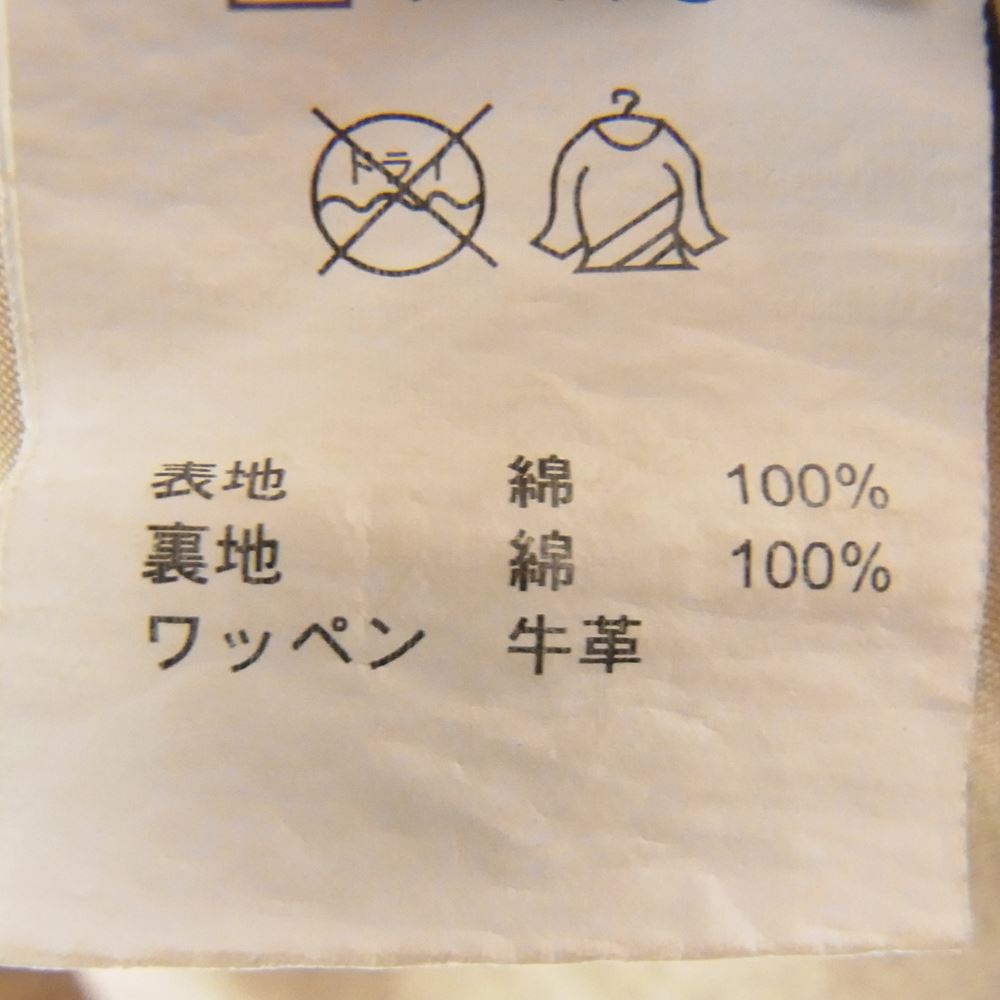 ドライ
表地 綿 100%
裏地 綿 100%
ワッペン 牛革